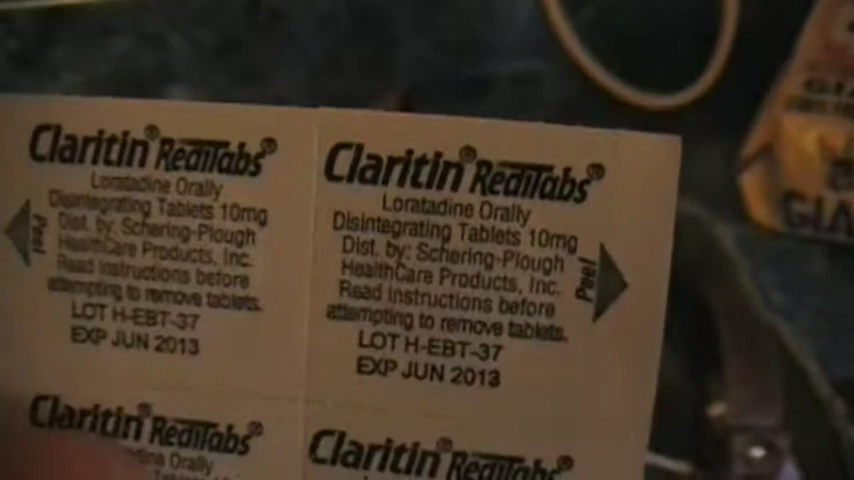 Claritin® RediTabs®
Loratadine Orally
Disintegrating Tablets 10mg
Dist. by: Schering-Plough
HealthCare Products, Inc.
Read instructions before
attempting to remove tablets.
LOT H-EBT-37
EXP JUN 2013
Peel
Claritin® RediTabs®
Loratadine Orally
Disintegrating Tablets 10mg
Dist. by: Schering-Plough
HealthCare Products, Inc.
Read instructions before
attempting to remove tablets.
LOT H-EBT-37
EXP JUN 2013
Peel
Claritin® RediTabs®
Orally
Claritin® RediTabs®